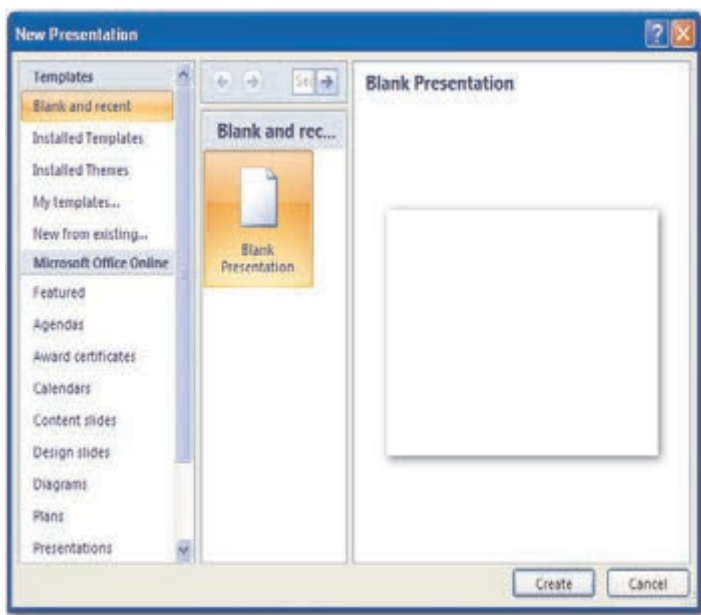 New Presentation
Templates
Blank and recent
Installed Templates
Installed Themes
My templates...
New from existing...
Microsoft Office Online
Featured
Agendas
Award certificates
Calendars
Content slides
Design slides
Diagrams
Plans
Presentations
Blank and rec...
Blank
Presentation
Blank Presentation
Create
Cancel